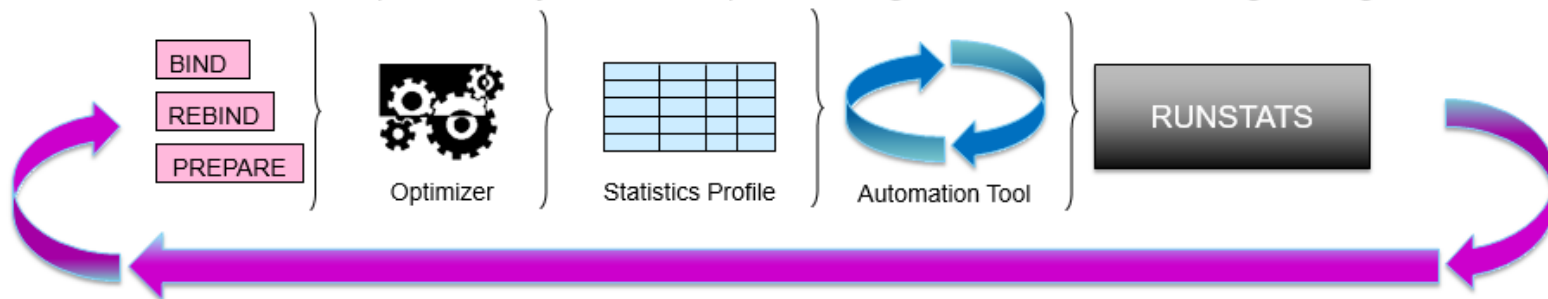 BIND
REBIND
PREPARE
Optimizer
Statistics Profile
Automation Tool
RUNSTATS